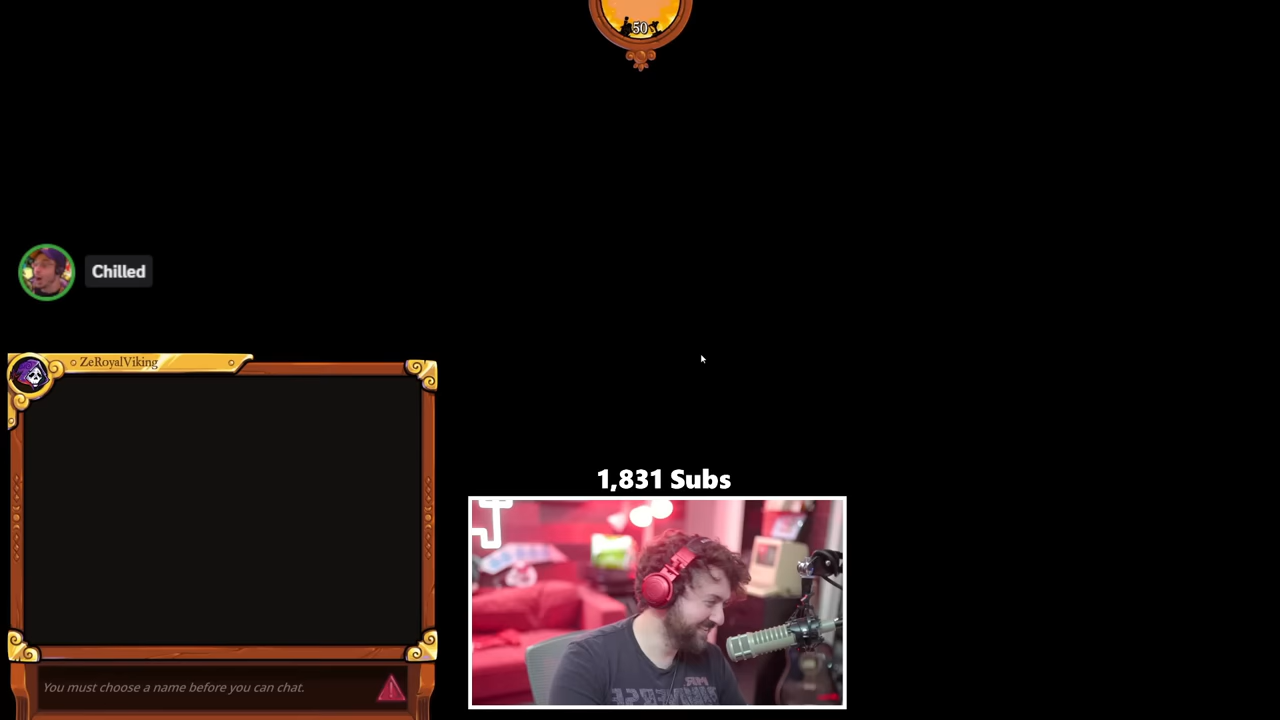 50
Chilled
ZeRoyalViking
1,831 Subs
You must choose a name before you can chat.